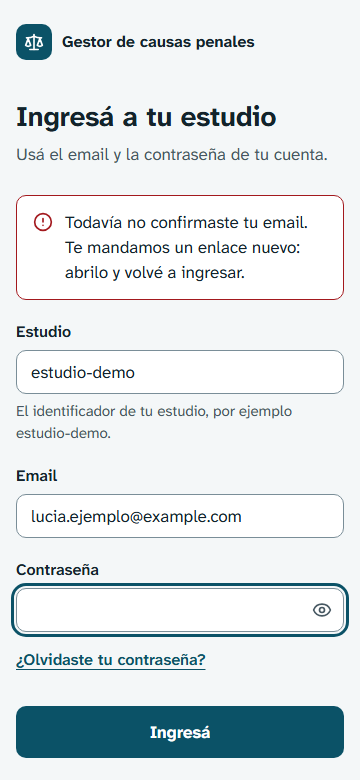 Gestor de causas penales
Ingresá a tu estudio
Usá el email y la contraseña de tu cuenta.
Todavía no confirmaste tu email.
Te mandamos un enlace nuevo:
abrilo y volvé a ingresar.
Estudio
estudio-demo
El identificador de tu estudio, por ejemplo
estudio-demo.
Email
lucia.ejemplo@example.com
Contraseña
¿Olvidaste tu contraseña?
Ingresá